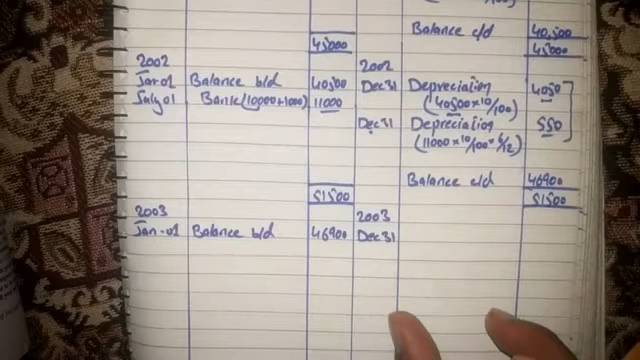 Balance c/d 40,500
45000 45000
2002 2002
Jan 01 Balance b/d 40500 Dec 31 Depreciation 4050
July 01 Bank (10000+1000) 11000 (40500×10/100)
Dec 31 Depreciation 550
(11000×10/100×6/12)
Balance c/d 46900
51500 51500
2003 2003
Jan-01 Balance b/d 46900 Dec 31